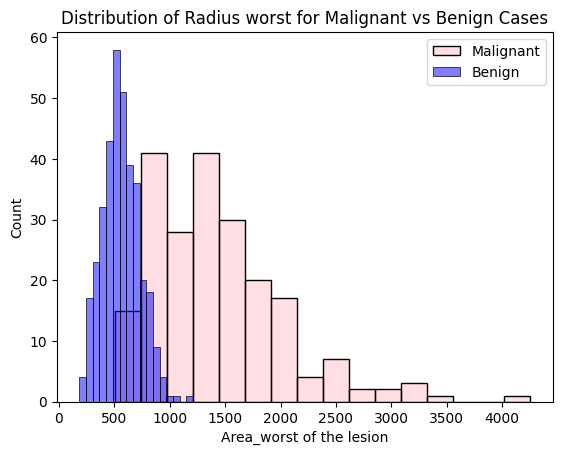 Distribution of Radius worst for Malignant vs Benign Cases
Malignant
Benign
60
50
40
30
20
10
0
Count
0 500 1000 1500 2000 2500 3000 3500 4000
Area_worst of the lesion